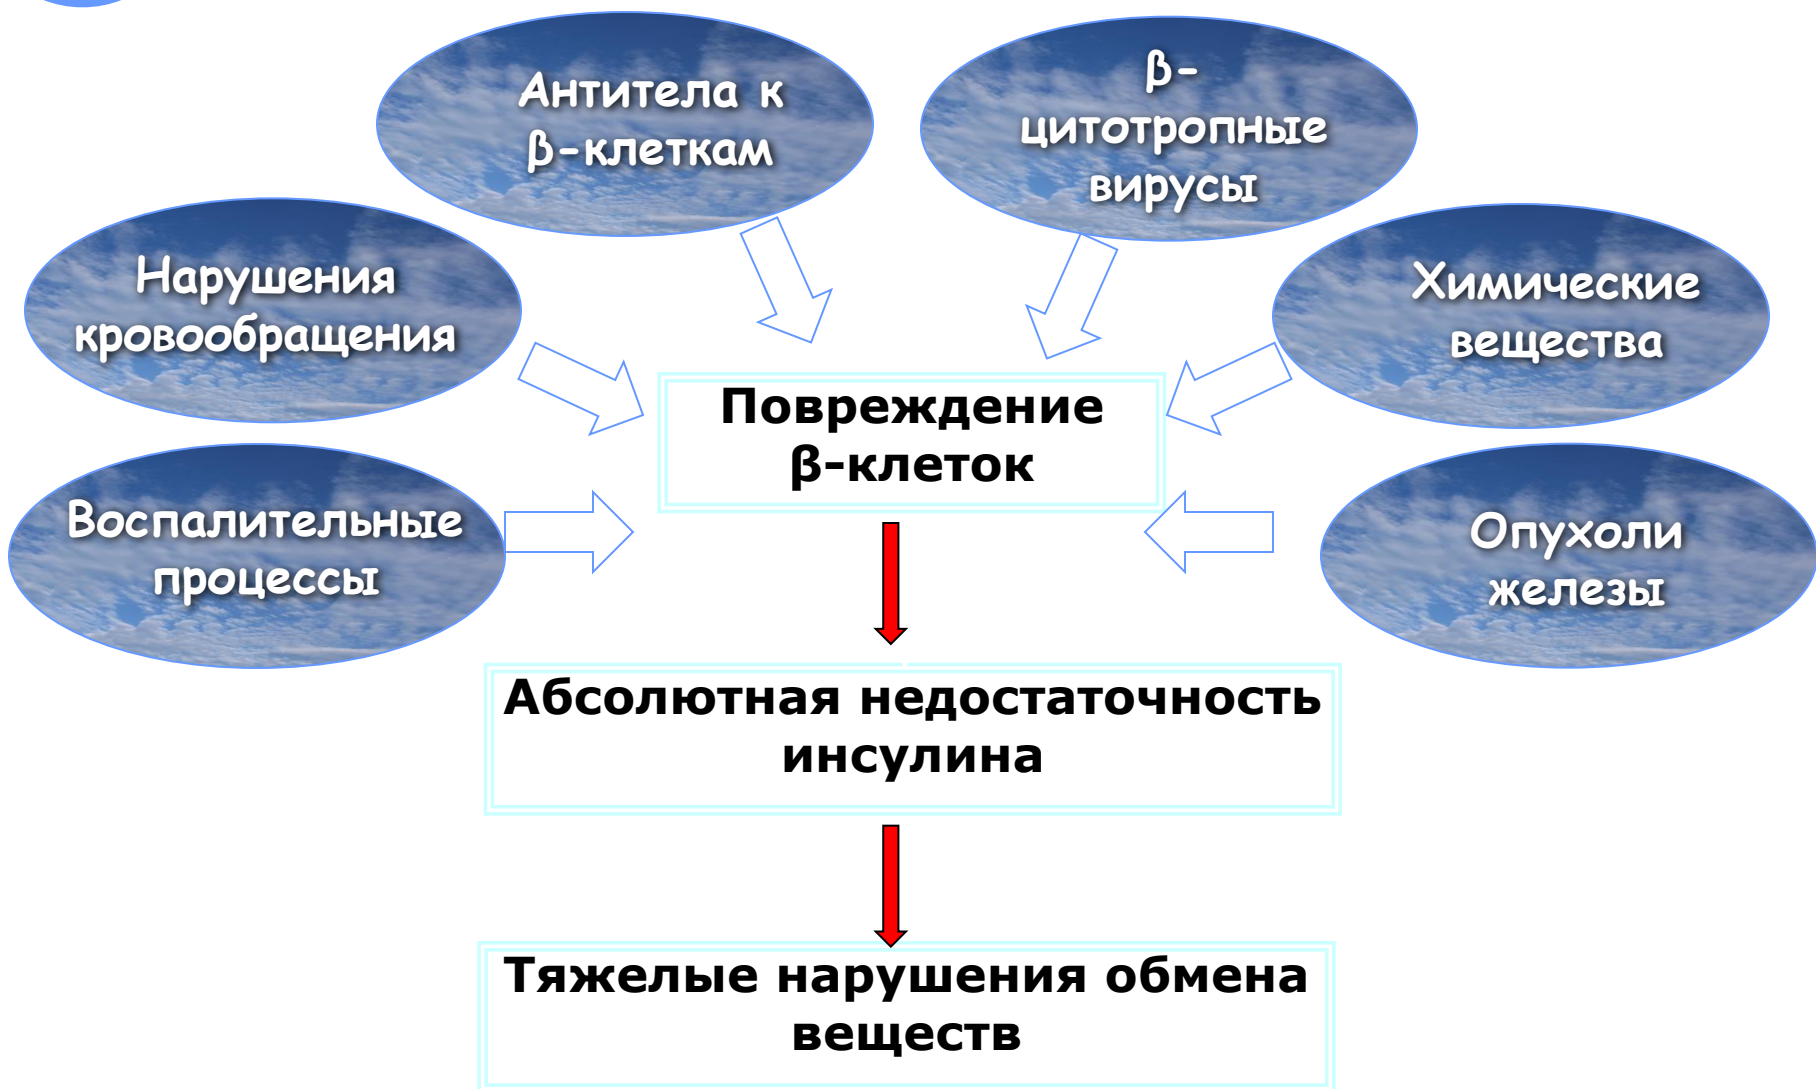 Антитела к
β-клеткам
β-
цитотропные
вирусы
Нарушения
кровообращения
Химические
вещества
Повреждение
β-клеток
Воспалительные
процессы
Опухоли
железы
Абсолютная недостаточность
инсулина
Тяжелые нарушения обмена
веществ